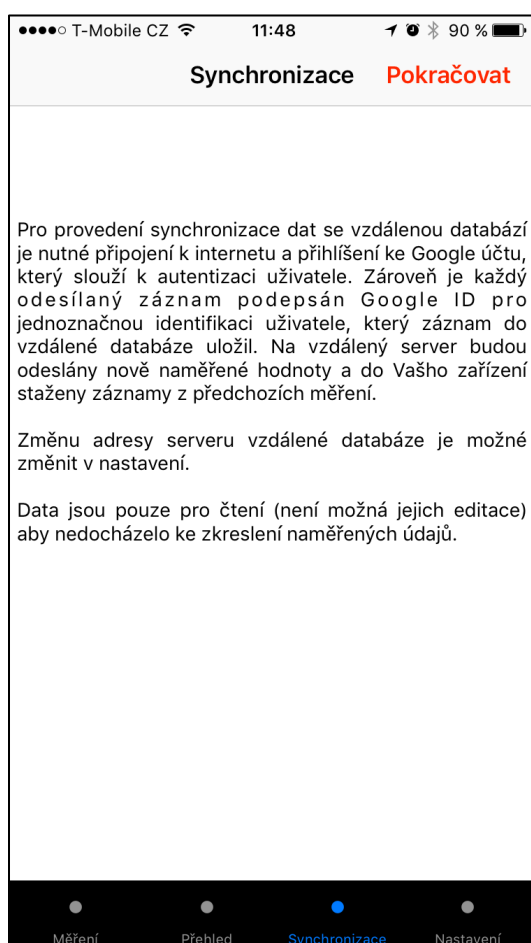 T-Mobile CZ 11:48 90 %
Synchronizace Pokračovat
Pro provedení synchronizace dat se vzdálenou databází
je nutné připojení k internetu a přihlíšení ke Google účtu,
který slouží k autentizaci uživatele. Zároveň je každý
odesílaný záznam podepsán Google ID pro
jednoznačnou identifikaci uživatele, který záznam do
vzdálené databáze uložil. Na vzdálený server budou
odeslány nově naměřené hodnoty a do Vašho zařízení
staženy záznamy z předchozích měření.
Změnu adresy serveru vzdálené databáze je možné
změnit v nastavení.
Data jsou pouze pro čtení (není možná jejich editace)
aby nedocházelo ke zkreslení naměřených údajů.
Měření Přehled Synchronizace Nastavení